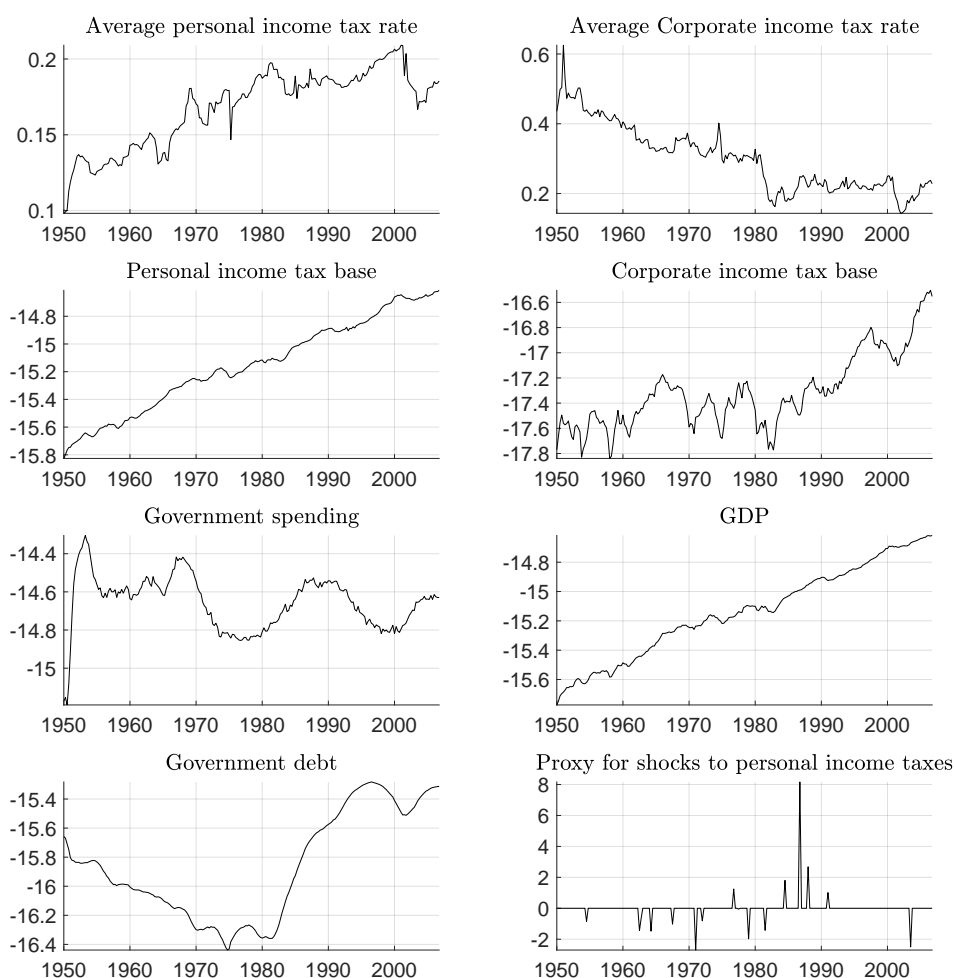 Average personal income tax rate
0.2
0.15
0.1
1950 1960 1970 1980 1990 2000
Average Corporate income tax rate
0.6
0.4
0.2
1950 1960 1970 1980 1990 2000
Personal income tax base
-14.8
-15
-15.2
-15.4
-15.6
-15.8
1950 1960 1970 1980 1990 2000
Corporate income tax base
-16.6
-16.8
-17
-17.2
-17.4
-17.6
-17.8
1950 1960 1970 1980 1990 2000
Government spending
-14.4
-14.6
-14.8
-15
1950 1960 1970 1980 1990 2000
GDP
-14.8
-15
-15.2
-15.4
-15.6
1950 1960 1970 1980 1990 2000
Government debt
-15.4
-15.6
-15.8
-16
-16.2
-16.4
1950 1960 1970 1980 1990 2000
Proxy for shocks to personal income taxes
8
6
4
2
0
-2
1950 1960 1970 1980 1990 2000